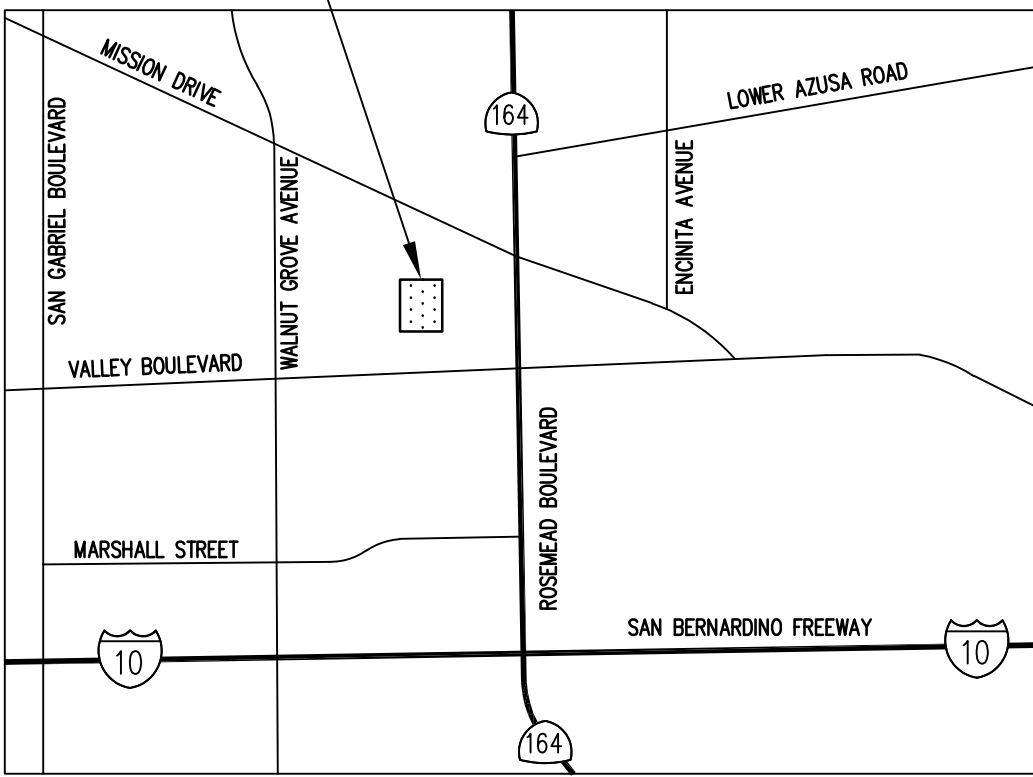 MISSION DRIVE
LOWER AZUSA ROAD
164
SAN GABRIEL BOULEVARD
WALNUT GROVE AVENUE
ENCINITA AVENUE
VALLEY BOULEVARD
ROSEMEAD BOULEVARD
MARSHALL STREET
SAN BERNARDINO FREEWAY
10
10
164